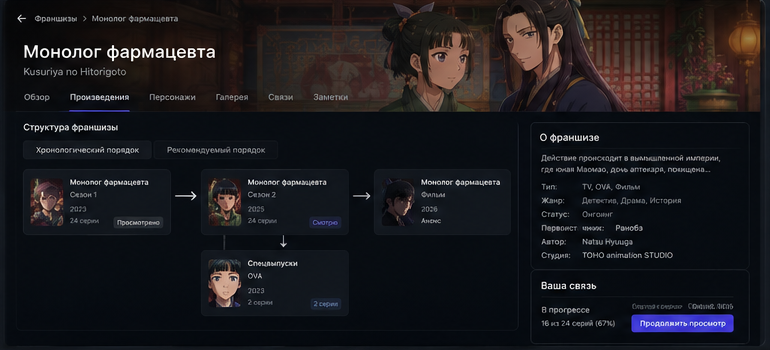 ← Франшизы > Монолог фармацевта
Монолог фармацевта
Kusuriya no Hitorigoto
Обзор Произведения Персонажи Галерея Связи Заметки
Структура франшизы
Хронологический порядок Рекомендуемый порядок
Монолог фармацевта
Сезон 1
2023
24 серии Просмотрено
Монолог фармацевта
Сезон 2
2025
24 серии Смотрю
Монолог фармацевта
Фильм
2026
Анонс
Спецвыпуски
OVA
2023
2 серии 2 серии
О франшизе
Действие происходит в вымышленной империи,
где юная Маомао, дочь аптекаря, похищена...
Тип: TV, OVA, Фильм
Жанр: Детектив, Драма, История
Статус: Онгоинг
Первоист Ранобэ
Автор: Natsu Hyuuga
Студия: TOHO animation STUDIO
Ваша связь
В прогрессе
16 из 24 серий (67%) Продолжить просмотр